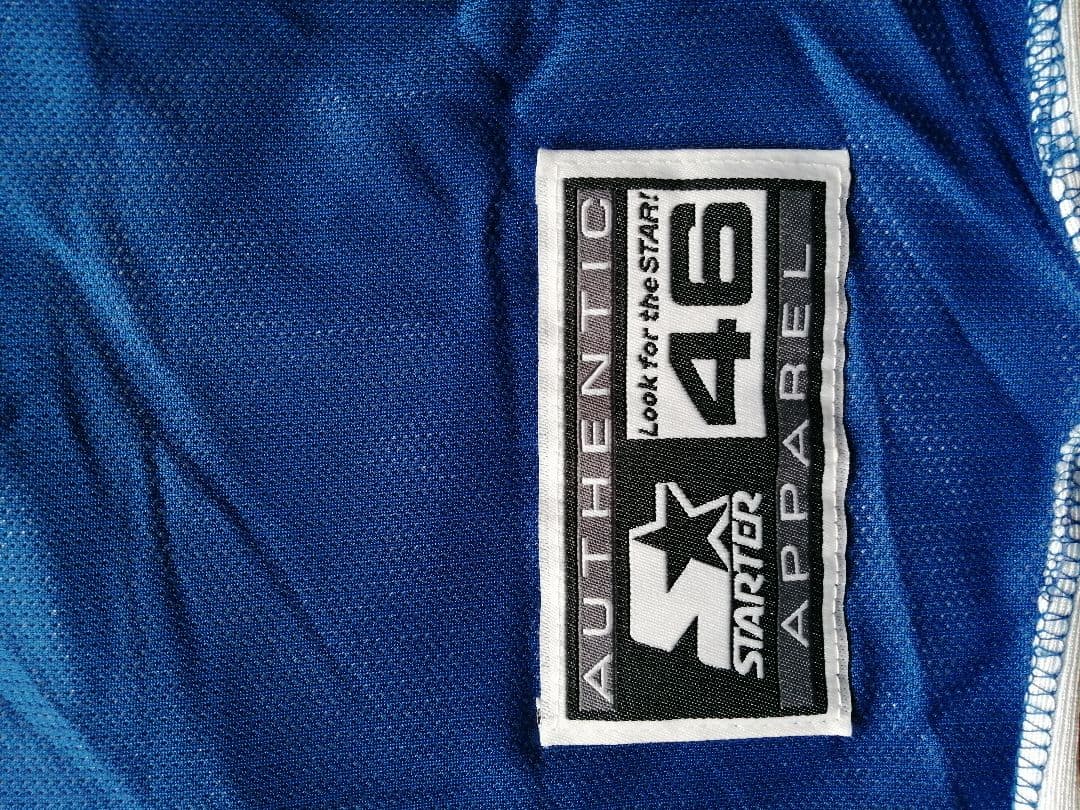 AUTHENTIC
Look for the STAR!
STARTER
46
APPAREL